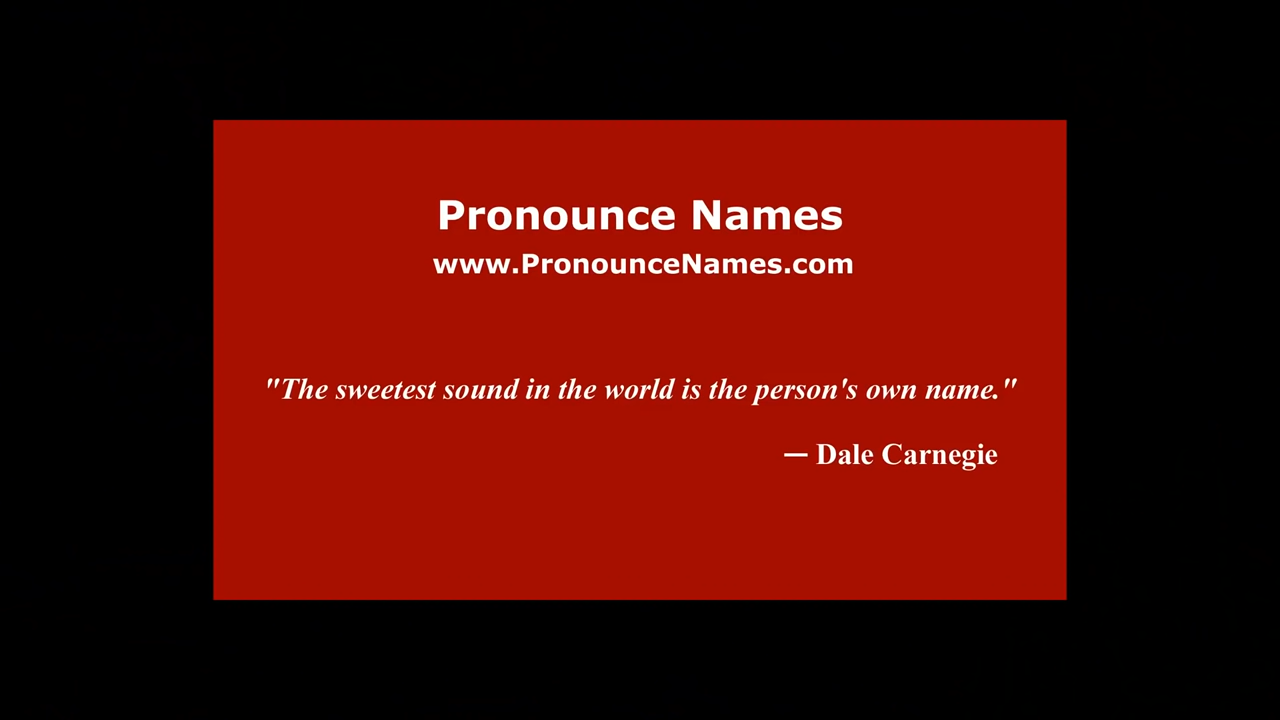 Pronounce Names
www.PronounceNames.com
"The sweetest sound in the world is the person's own name."
— Dale Carnegie